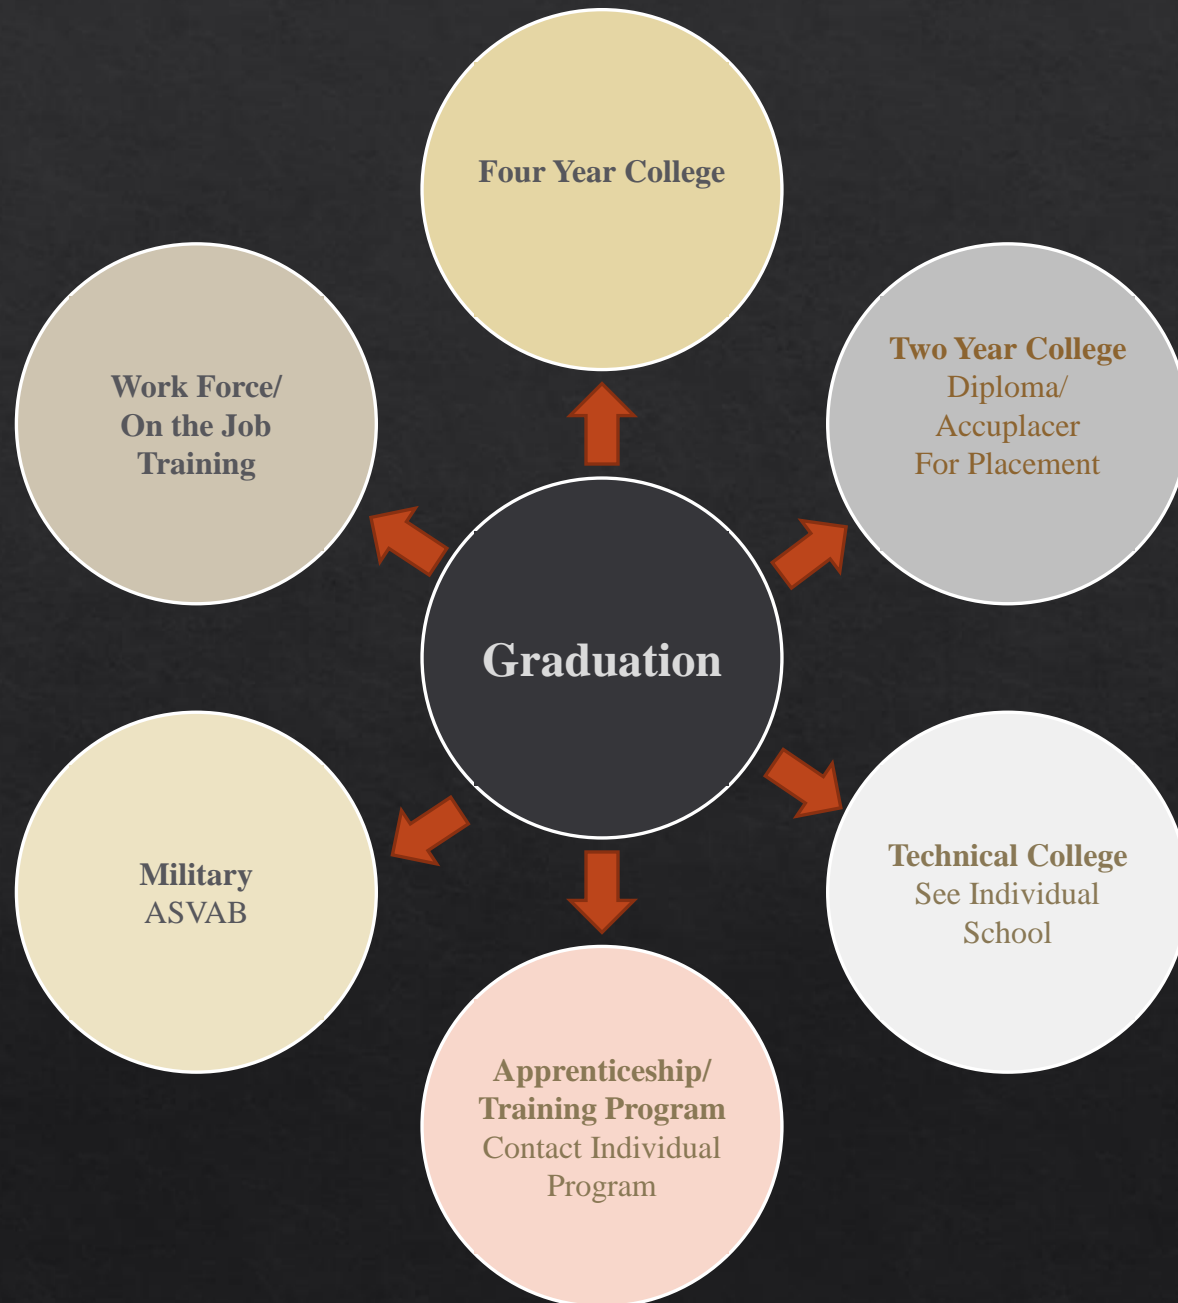 Four Year College
Two Year College
Diploma/
Accuplacer
For Placement
Technical College
See Individual
School
Apprenticeship/
Training Program
Contact Individual
Program
Military
ASVAB
Work Force/
On the Job
Training
Graduation